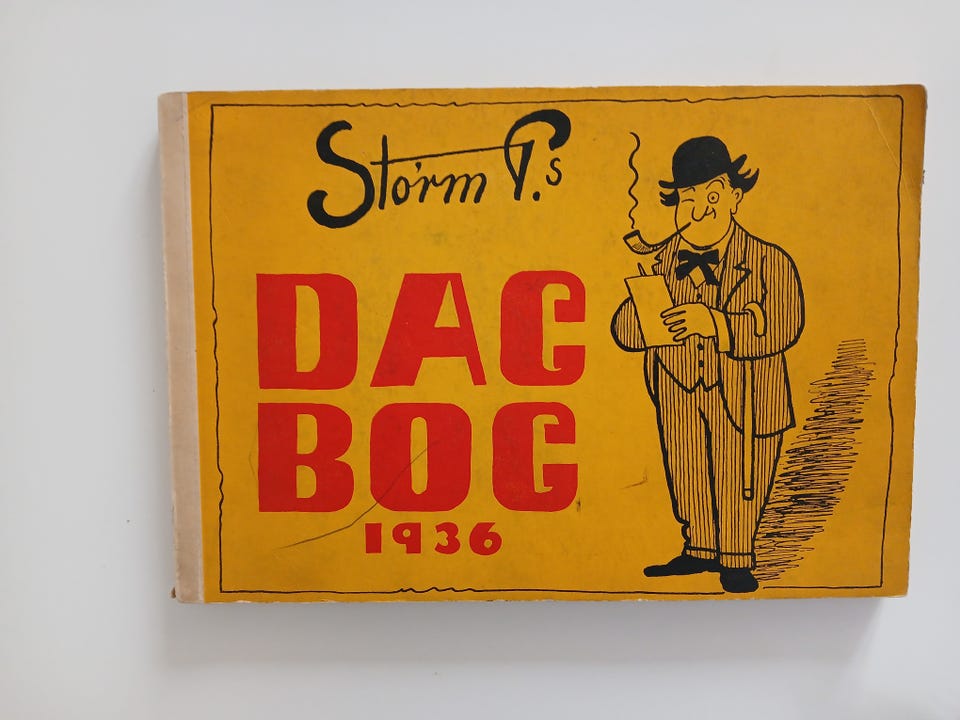 Storm P.'s
DAG
BOG
1936